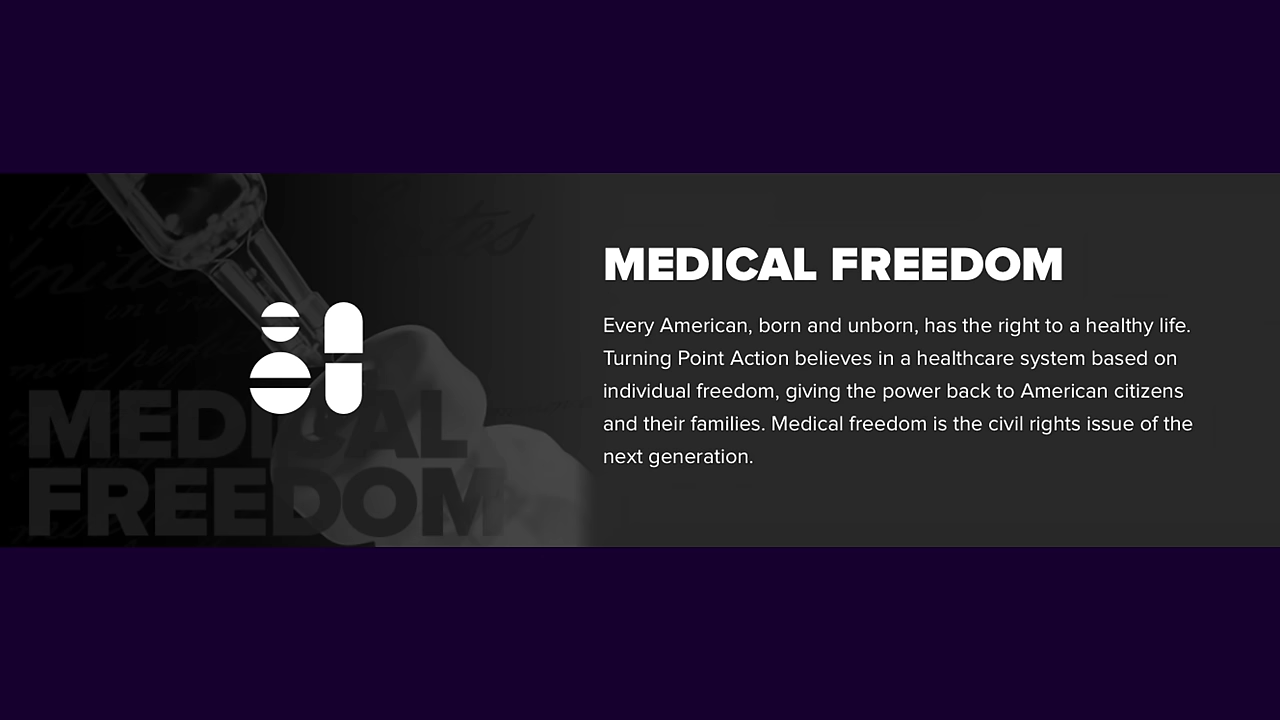 MEDICAL FREEDOM
Every American, born and unborn, has the right to a healthy life.
Turning Point Action believes in a healthcare system based on
individual freedom, giving the power back to American citizens
and their families. Medical freedom is the civil rights issue of the
next generation.
MEDICAL
FREEDOM